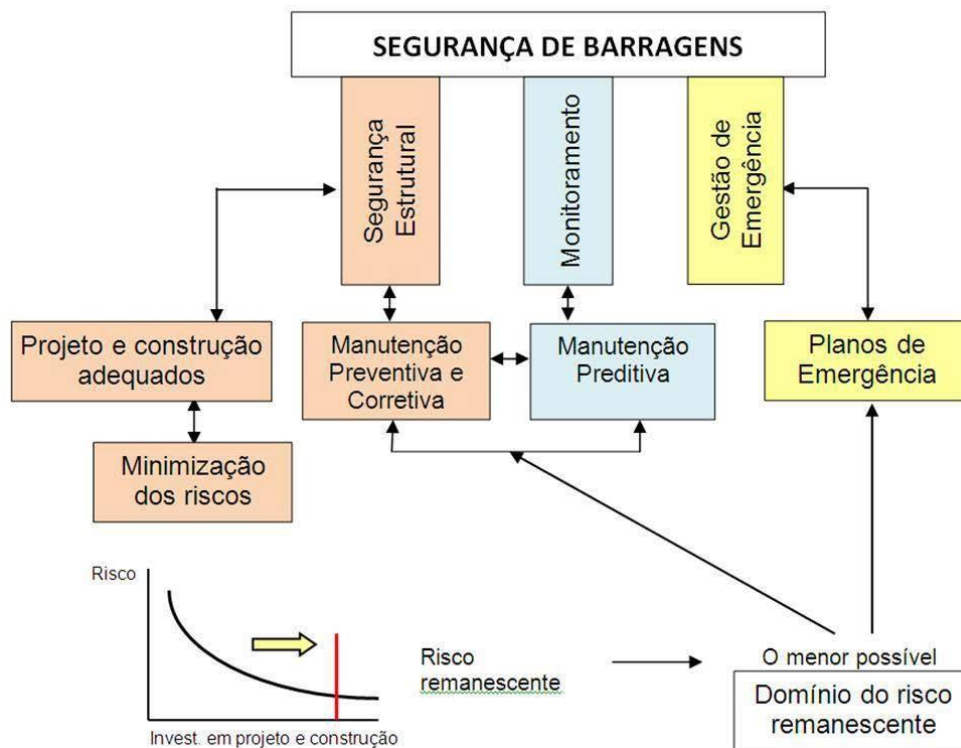 SEGURANÇA DE BARRAGENS
Segurança
Estrutural
Monitoramento
Gestão de
Emergência
Projeto e construção
adequados
Manutenção
Preventiva e
Corretiva
Manutenção
Preditiva
Planos de
Emergência
Minimização
dos riscos
Risco
Invest. em projeto e construção
Risco
remanescente
O menor possível
Domínio do risco
remanescente